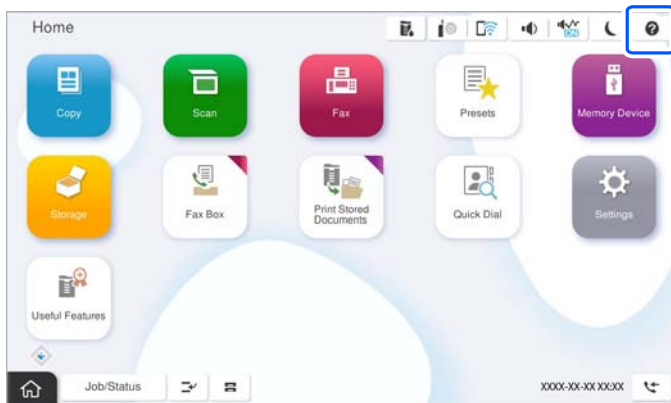 Home
ON
?
Copy
Scan
Fax
Presets
Memory Device
Storage
Fax Box
Print Stored
Documents
Quick Dial
Settings
Useful Features
Job/Status
XXXX-XX-XX XX:XX